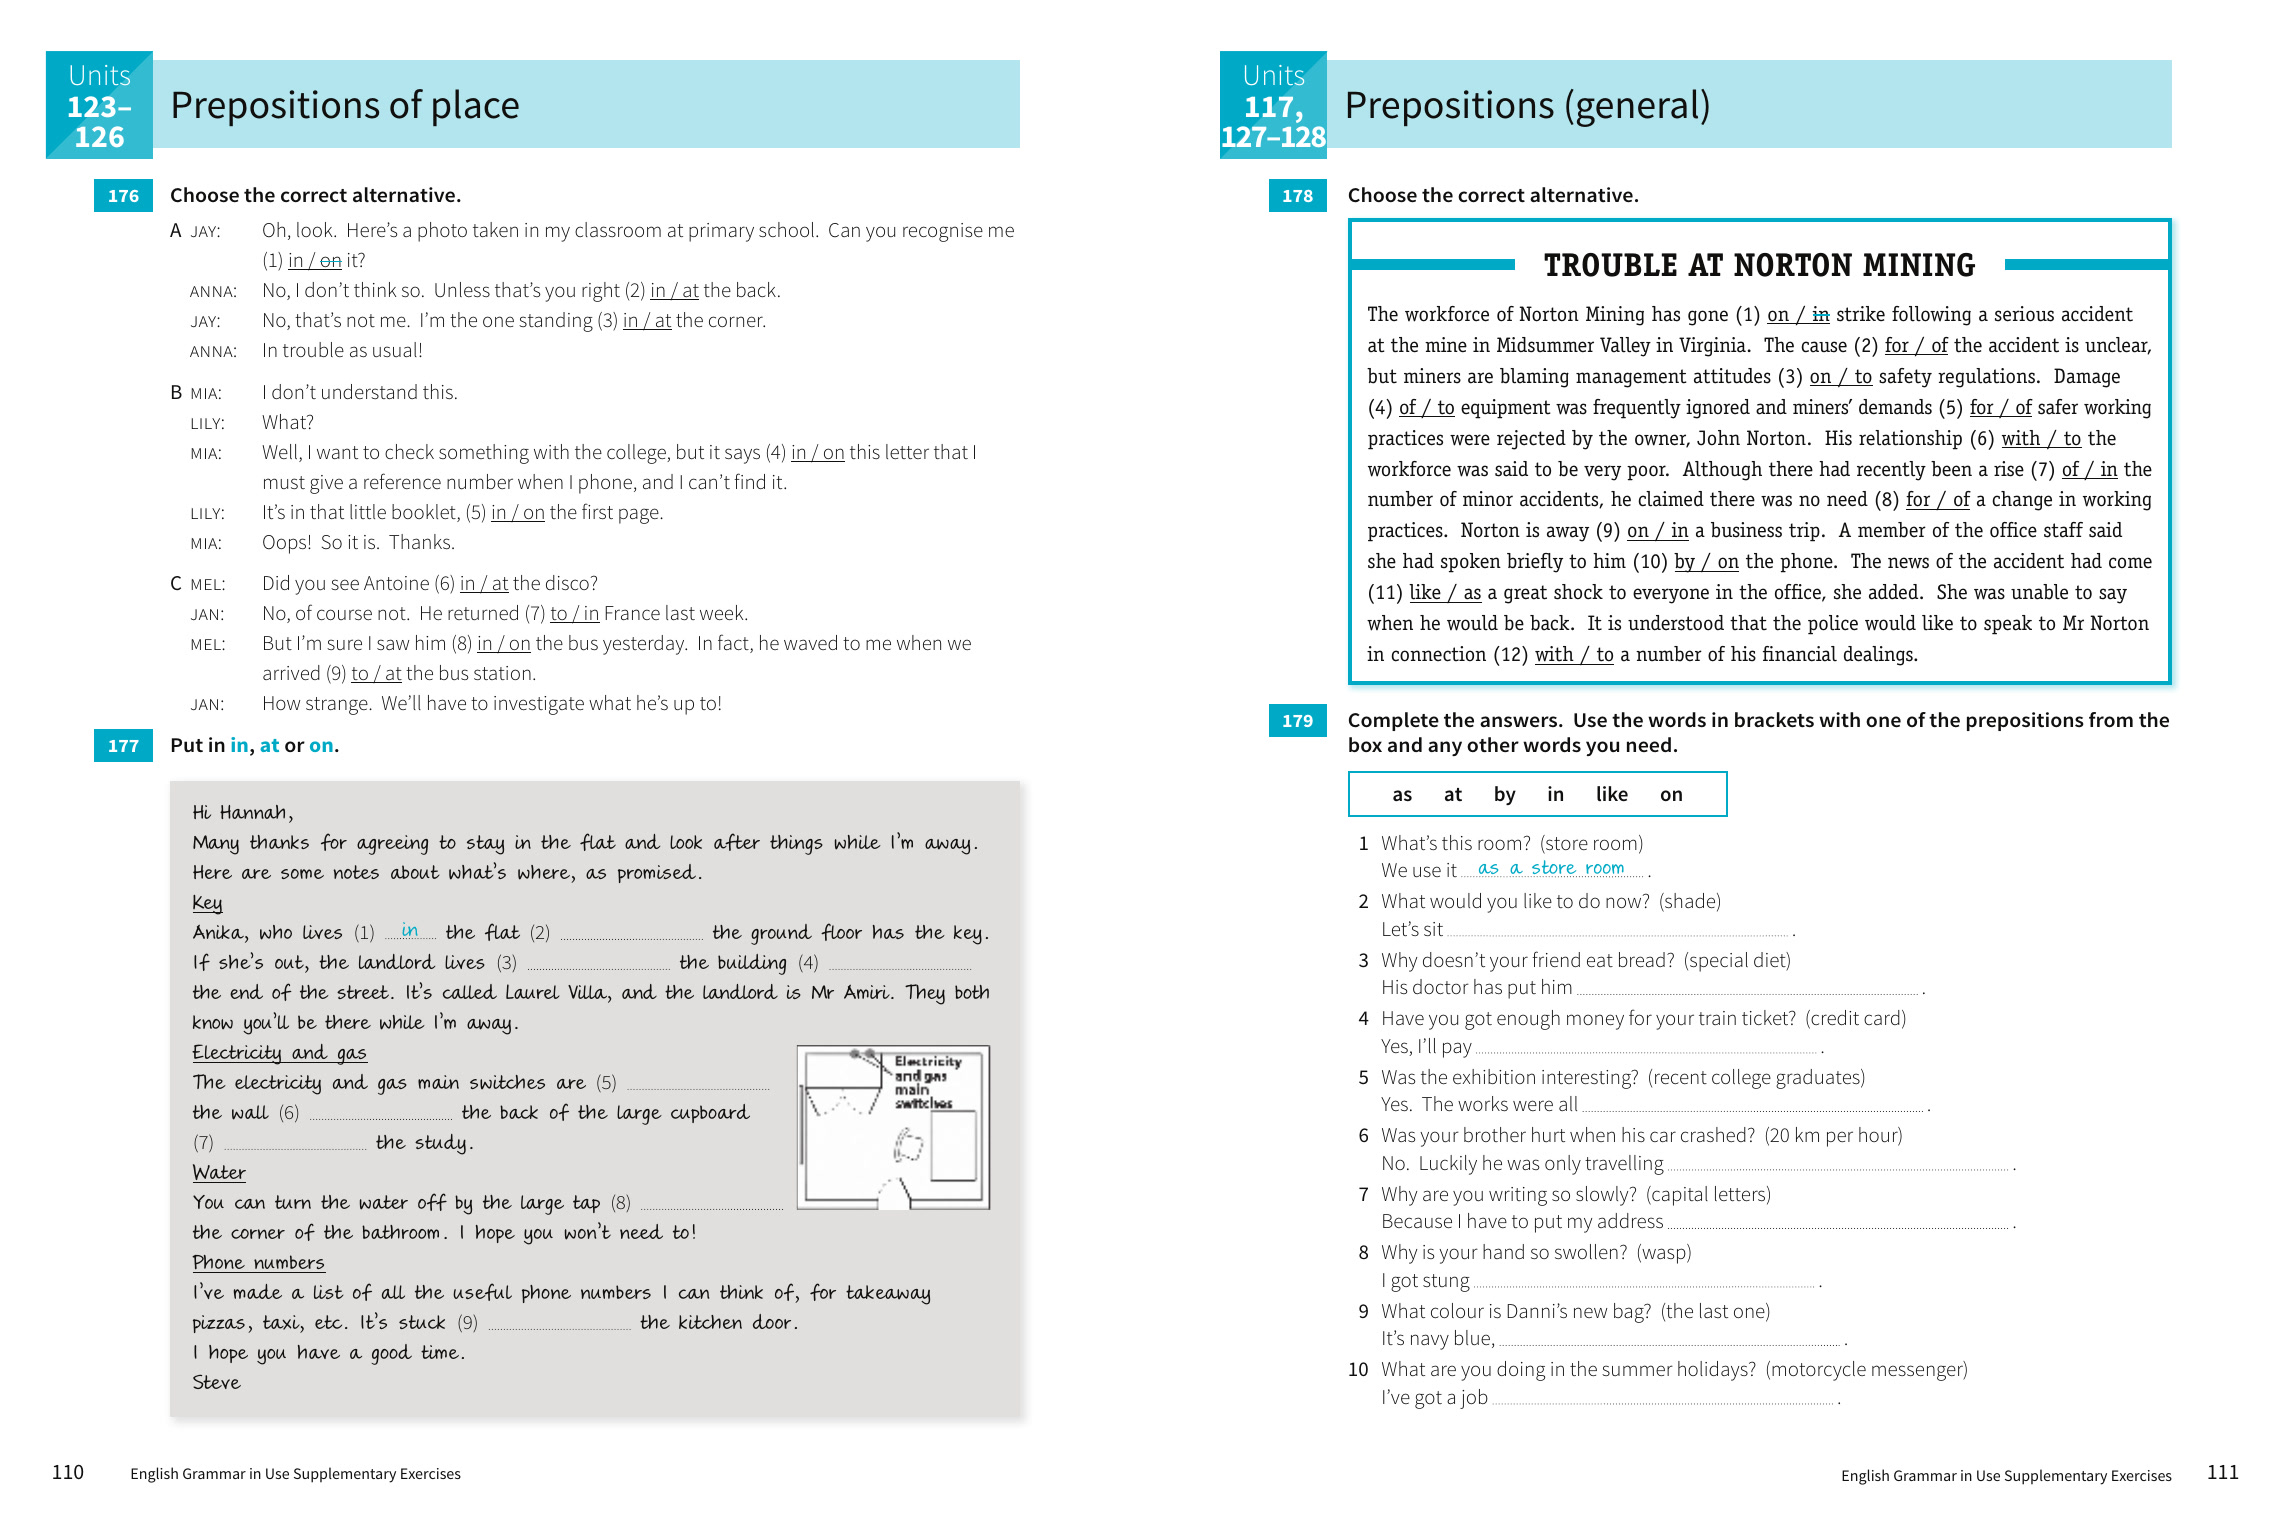 Units
123–
126
Prepositions of place
176 Choose the correct alternative.
A JAY: Oh, look. Here’s a photo taken in my classroom at primary school. Can you recognise me
(1) in / on it?
ANNA: No, I don’t think so. Unless that’s you right (2) in / at the back.
JAY: No, that’s not me. I’m the one standing (3) in / at the corner.
ANNA: In trouble as usual!
B MIA: I don’t understand this.
LILY: What?
MIA: Well, I want to check something with the college, but it says (4) in / on this letter that I
must give a reference number when I phone, and I can’t find it.
LILY: It’s in that little booklet, (5) in / on the first page.
MIA: Oops! So it is. Thanks.
C MEL: Did you see Antoine (6) in / at the disco?
JAN: No, of course not. He returned (7) to / in France last week.
MEL: But I’m sure I saw him (8) in / on the bus yesterday. In fact, he waved to me when we
arrived (9) to / at the bus station.
JAN: How strange. We’ll have to investigate what he’s up to!
177 Put in in, at or on.
Hi Hannah,
Many thanks for agreeing to stay in the flat and look after things while I’m away.
Here are some notes about what’s where, as promised.
Key
Anika, who lives (1) in the flat (2) the ground floor has the key.
If she’s out, the landlord lives (3) the building (4)
the end of the street. It’s called Laurel Villa, and the landlord is Mr Amiri. They both
know you’ll be there while I’m away.
Electricity and gas
The electricity and gas main switches are (5)
the wall (6) the back of the large cupboard
(7) the study.
Electricity
and gas
main
switches
Water
You can turn the water off by the large tap (8)
the corner of the bathroom. I hope you won’t need to!
Phone numbers
I’ve made a list of all the useful phone numbers I can think of, for takeaway
pizzas, taxi, etc. It’s stuck (9) the kitchen door.
I hope you have a good time.
Steve
110 English Grammar in Use Supplementary Exercises
Units
117,
127–128
Prepositions (general)
178 Choose the correct alternative.
TROUBLE AT NORTON MINING
The workforce of Norton Mining has gone (1) on / in strike following a serious accident
at the mine in Midsummer Valley in Virginia. The cause (2) for / of the accident is unclear,
but miners are blaming management attitudes (3) on / to safety regulations. Damage
(4) of / to equipment was frequently ignored and miners’ demands (5) for / of safer working
practices were rejected by the owner, John Norton. His relationship (6) with / to the
workforce was said to be very poor. Although there had recently been a rise (7) of / in the
number of minor accidents, he claimed there was no need (8) for / of a change in working
practices. Norton is away (9) on / in a business trip. A member of the office staff said
she had spoken briefly to him (10) by / on the phone. The news of the accident had come
(11) like / as a great shock to everyone in the office, she added. She was unable to say
when he would be back. It is understood that the police would like to speak to Mr Norton
in connection (12) with / to a number of his financial dealings.
179 Complete the answers. Use the words in brackets with one of the prepositions from the
box and any other words you need.
as at by in like on
1 What’s this room? (store room)
We use it as a store room .
2 What would you like to do now? (shade)
Let’s sit .
3 Why doesn’t your friend eat bread? (special diet)
His doctor has put him .
4 Have you got enough money for your train ticket? (credit card)
Yes, I’ll pay .
5 Was the exhibition interesting? (recent college graduates)
Yes. The works were all .
6 Was your brother hurt when his car crashed? (20 km per hour)
No. Luckily he was only travelling .
7 Why are you writing so slowly? (capital letters)
Because I have to put my address .
8 Why is your hand so swollen? (wasp)
I got stung .
9 What colour is Danni’s new bag? (the last one)
It’s navy blue, .
10 What are you doing in the summer holidays? (motorcycle messenger)
I’ve got a job .
English Grammar in Use Supplementary Exercises 111